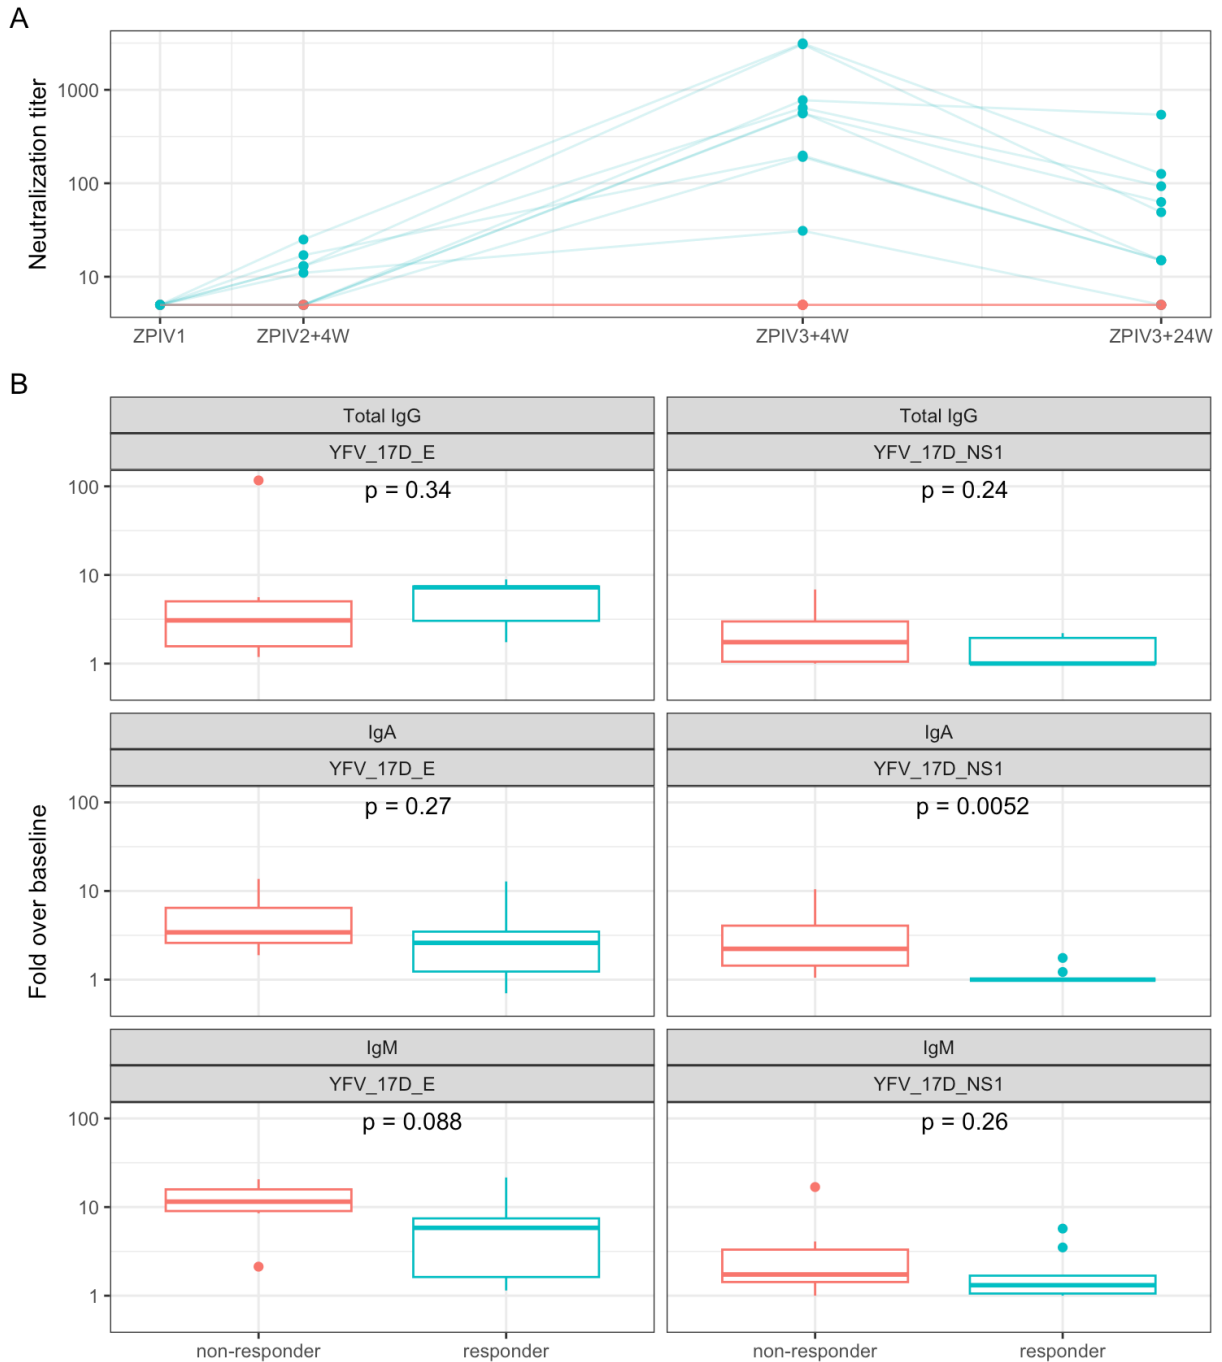 A
Neutralization titer
1000
100
10
ZPIV1 ZPIV2+4W ZPIV3+4W ZPIV3+24W
B
Fold over baseline
Total IgG Total IgG
YFV_17D_E YFV_17D_NS1
100
p = 0.34 p = 0.24
10
1
IgA IgA
YFV_17D_E YFV_17D_NS1
100
p = 0.27 p = 0.0052
10
1
IgM IgM
YFV_17D_E YFV_17D_NS1
100
p = 0.088 p = 0.26
10
1
non-responder responder non-responder responder